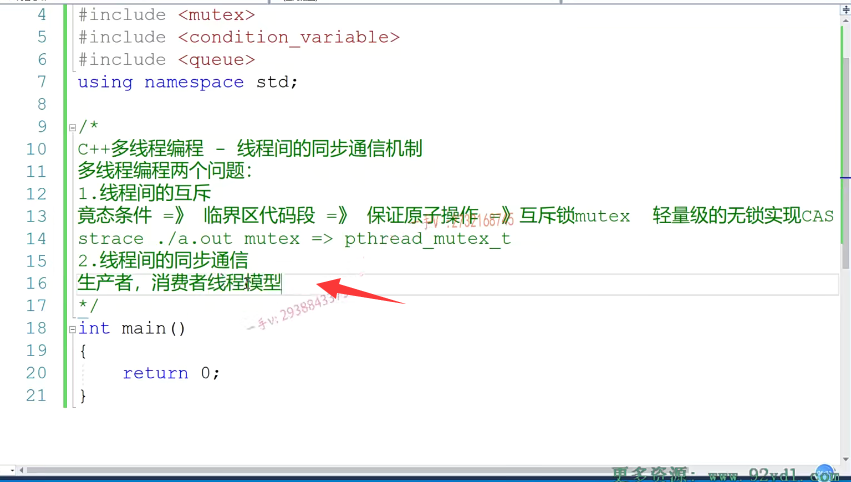 4 #include <mutex>
5 #include <condition_variable>
6 #include <queue>
7 using namespace std;
8
9 /*
10 C++多线程编程 - 线程间的同步通信机制
11 多线程编程两个问题：
12 1.线程间的互斥
13 竟态条件 =》 临界区代码段 =》 保证原子操作 =》互斥锁mutex 轻量级的无锁实现CAS
14 strace ./a.out mutex => pthread_mutex_t
15 2.线程间的同步通信
16 生产者，消费者线程模型
17 */
18 int main()
19 {
20 return 0;
21 }
更多资源: www.92xdl.com